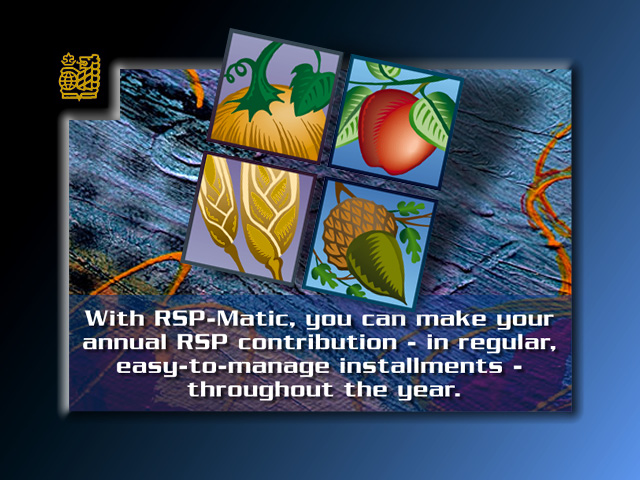 With RSP-Matic, you can make your
annual RSP contribution - in regular,
easy-to-manage installments -
throughout the year.